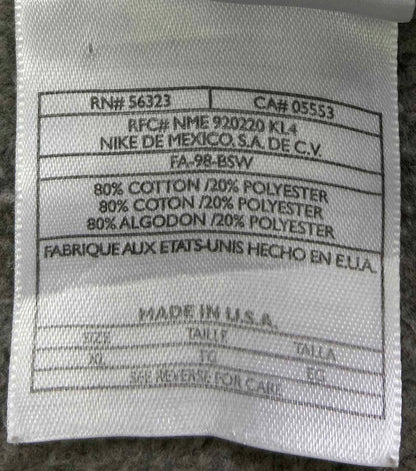 RN# 56323 CA# 05553
RFC# NME 920220 KL4
NIKE DE MEXICO, S.A. DE C.V.
FA-98-BSW
80% COTTON /20% POLYESTER
80% COTON /20% POLYESTER
80% ALGODON /20% POLYESTER
FABRIQUE AUX ETATS-UNIS HECHO EN E.U.A.
MADE IN U.S.A.
SIZE TAILLE TALLA
XL TG EG
SEE REVERSE FOR CARE